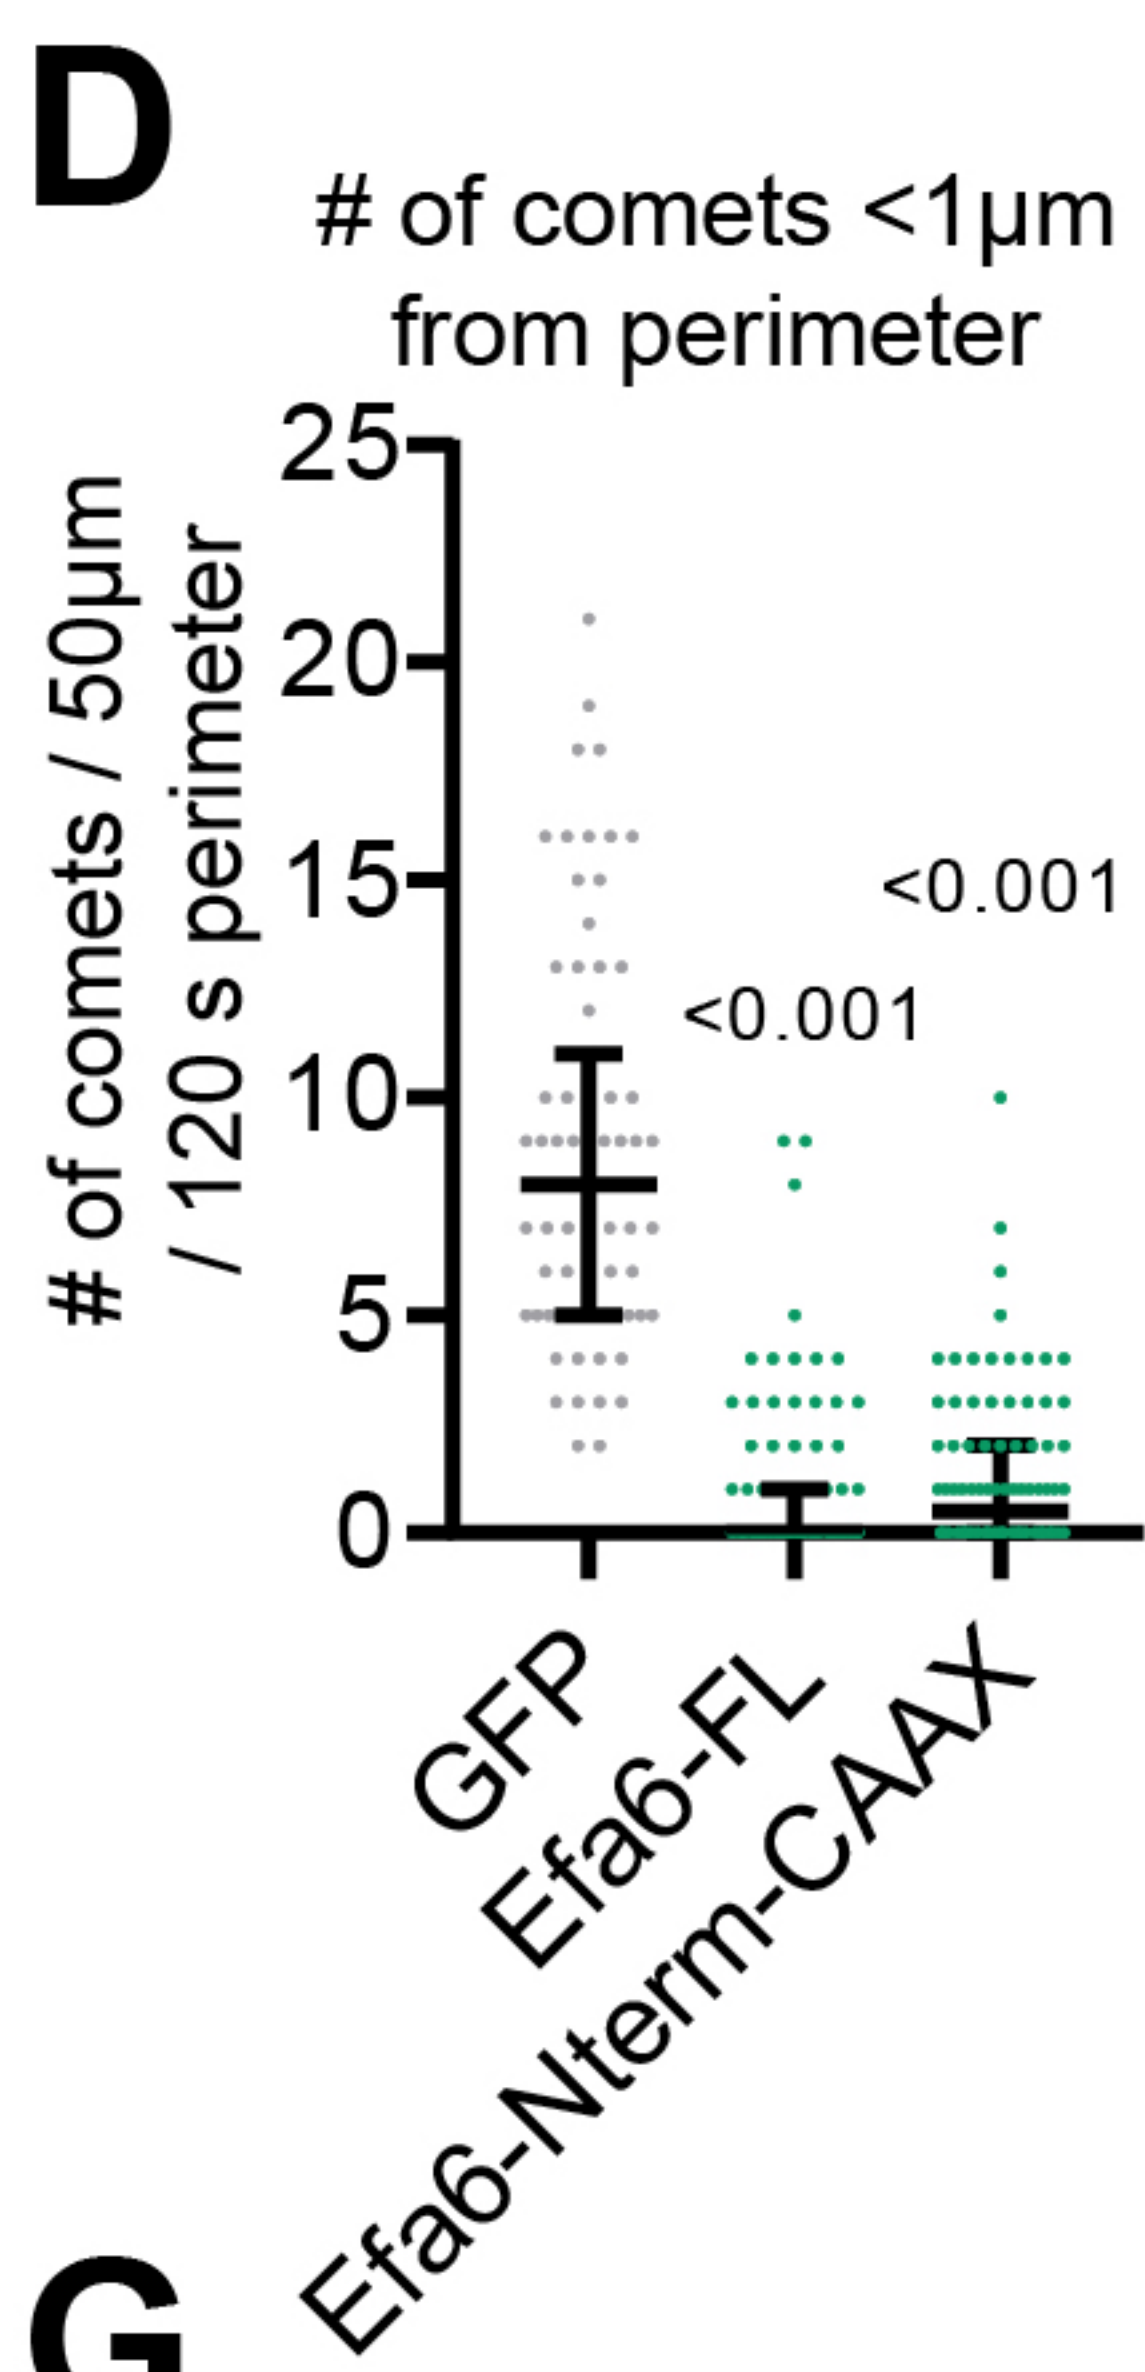 D
# of comets <1µm
from perimeter
# of comets / 50µm
/ 120 s perimeter
25
20
15
10
5
0
<0.001
<0.001
GFP
Efa6-FL
Efa6-Nterm-CAAX
G